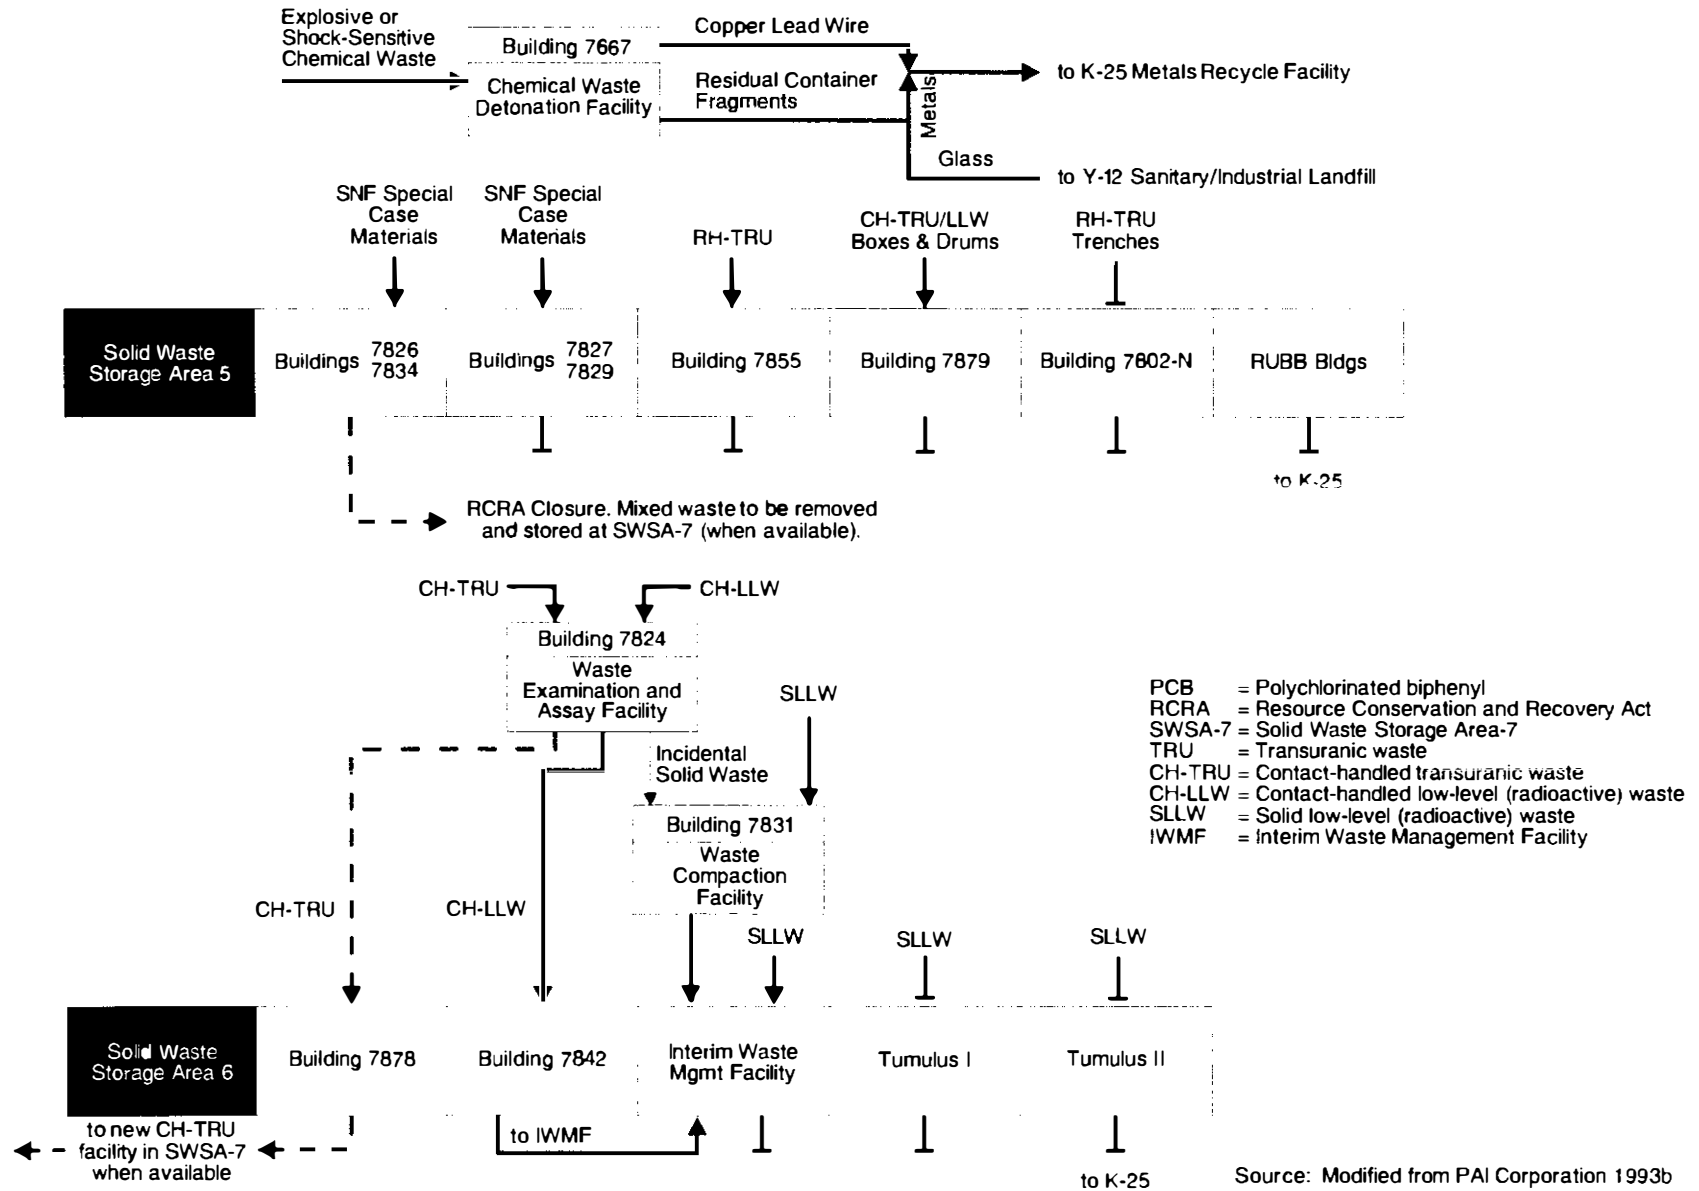 Explosive or
Shock-Sensitive
Chemical Waste
Building 7667
Chemical Waste
Detonation Facility
Copper Lead Wire
Residual Container
Fragments
Metals
Glass
to K-25 Metals Recycle Facility
to Y-12 Sanitary/Industrial Landfill
SNF Special
Case
Materials
SNF Special
Case
Materials
RH-TRU
CH-TRU/LLW
Boxes & Drums
RH-TRU
Trenches
Solid Waste
Storage Area 5
Buildings 7826
7834
Buildings 7827
7829
Building 7855
Building 7879
Building 7802-N
RUBB Bldgs
to K-25
RCRA Closure. Mixed waste to be removed
and stored at SWSA-7 (when available).
CH-TRU
CH-LLW
Building 7824
Waste
Examination and
Assay Facility
SLLW
Incidental
Solid Waste
Building 7831
Waste
Compaction
Facility
PCB = Polychlorinated biphenyl
RCRA = Resource Conservation and Recovery Act
SWSA-7 = Solid Waste Storage Area-7
TRU = Transuranic waste
CH-TRU = Contact-handled transuranic waste
CH-LLW = Contact-handled low-level (radioactive) waste
SLLW = Solid low-level (radioactive) waste
IWMF = Interim Waste Management Facility
CH-TRU
CH-LLW
SLLW
SLLW
SLLW
Solid Waste
Storage Area 6
Building 7878
Building 7842
Interim Waste
Mgmt Facility
Tumulus I
Tumulus II
to new CH-TRU
facility in SWSA-7
when available
to IWMF
to K-25
Source: Modified from PAI Corporation 1993b